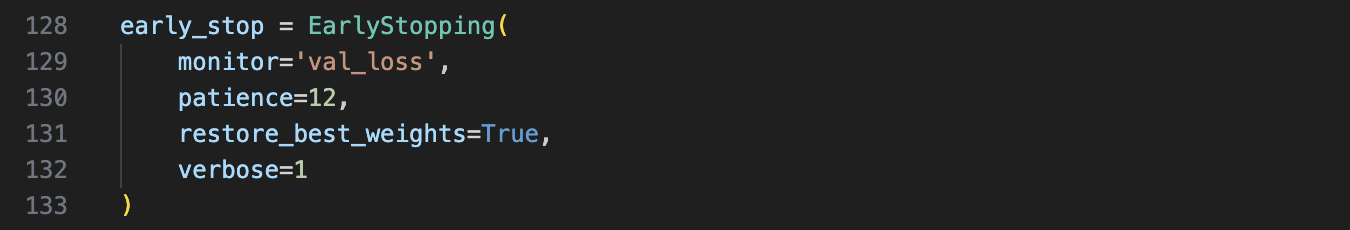 128 early_stop = EarlyStopping(
129     monitor='val_loss',
130     patience=12,
131     restore_best_weights=True,
132     verbose=1
133 )